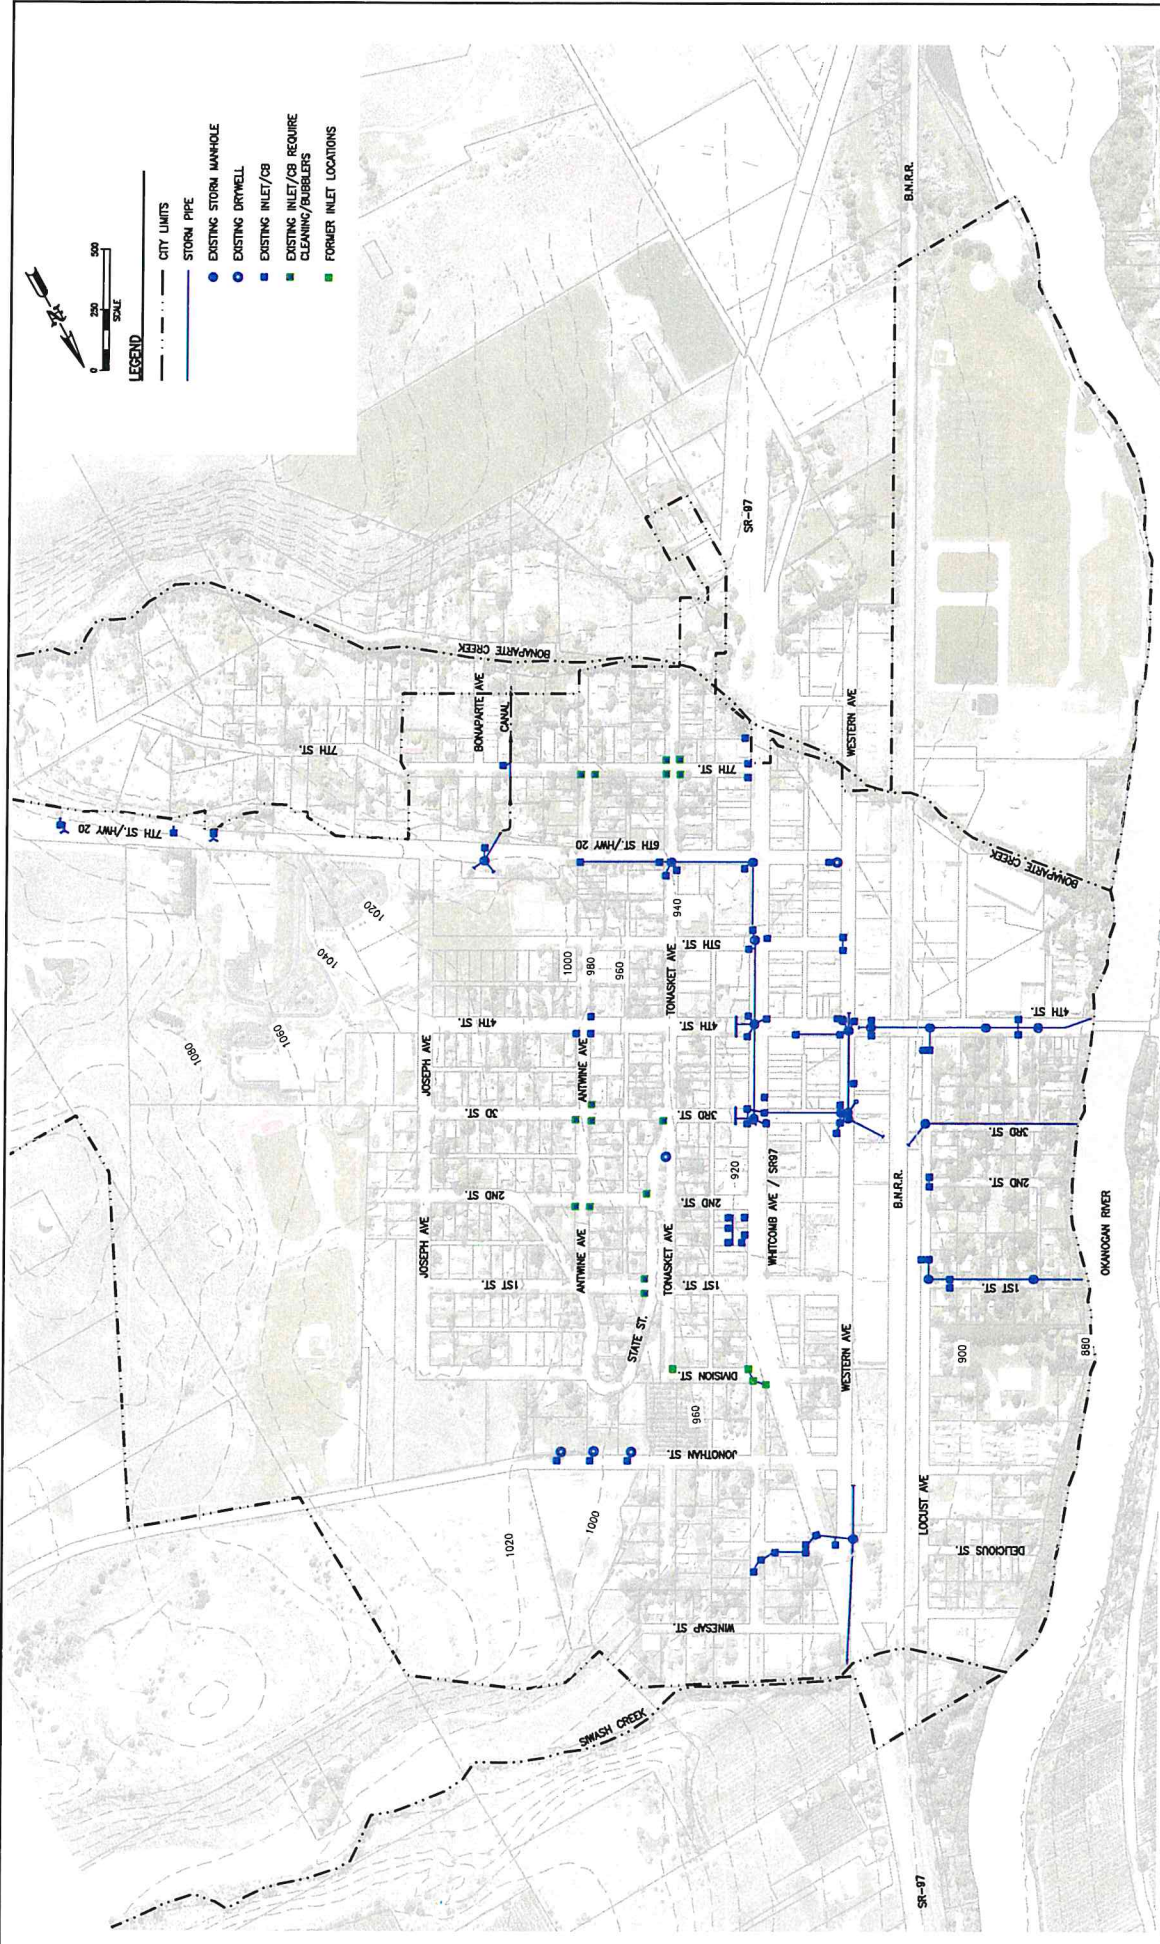 0
250
500
SCALE
LEGEND
CITY LIMITS
STORM PIPE
EXISTING STORM MANHOLE
EXISTING DRYWELL
EXISTING INLET/CB
EXISTING INLET/CB REQUIRE
CLEANING/BUBBLERS
FORMER INLET LOCATIONS
B.N.R.R.
SR-97
BONAPARTE CREEK
BONAPARTE AVE
CANAL
7TH ST.
7TH ST.
WESTERN AVE
7TH ST./HWY 20
6TH ST./HWY 20
BONAPARTE CREEK
1020
1040
1060
1080
940
5TH ST.
1000
980
960
TONASKET AVE
4TH ST.
4TH ST.
4TH ST.
JOSEPH AVE
ANTWINE AVE
3D ST.
3RD ST.
3RD ST.
920
WHITCOMB AVE / SR97
B.N.R.R.
2ND ST.
2ND ST.
2ND ST.
OKANOGAN RIVER
JOSEPH AVE
ANTWINE AVE
TONASKET AVE
1ST ST.
1ST ST.
1ST ST.
STATE ST.
WESTERN AVE
900
880
DIVISION ST.
960
JONOTHAN ST.
LOCUST AVE
1020
1000
DELICIOUS ST.
WINESAP ST.
SIWASH CREEK
SR-97